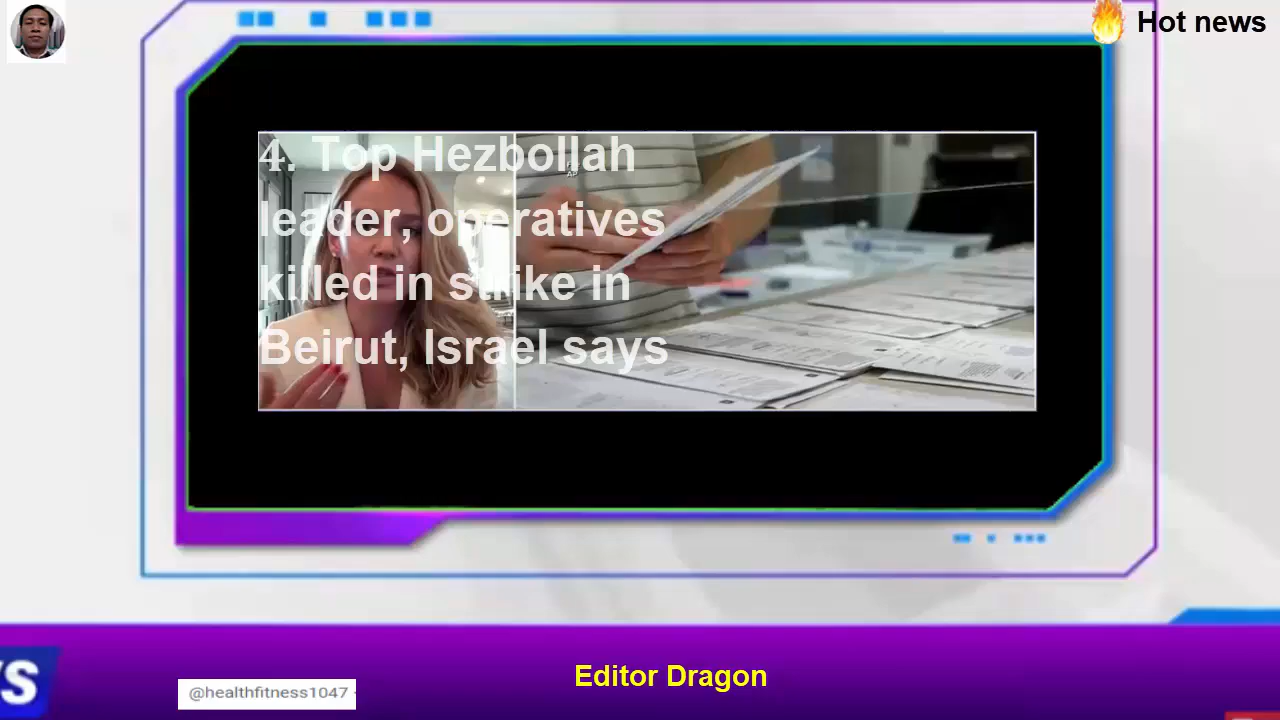 Hot news
4. Top Hezbollah
leader, operatives
killed in strike in
Beirut, Israel says
Editor Dragon
@healthfitness1047